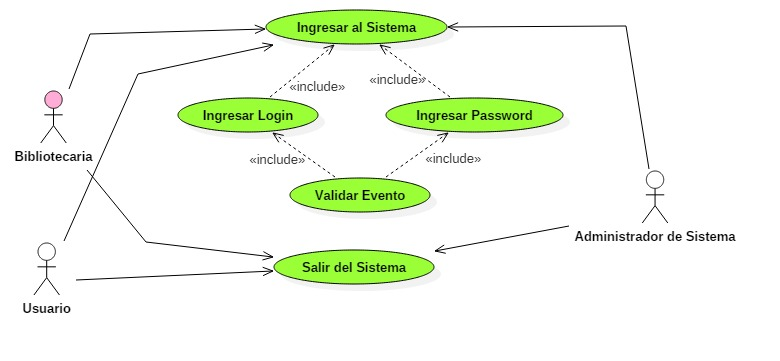 Ingresar al Sistema
«include»
«include»
Ingresar Login
Ingresar Password
Bibliotecaria
«include»
«include»
Validar Evento
Administrador de Sistema
Salir del Sistema
Usuario